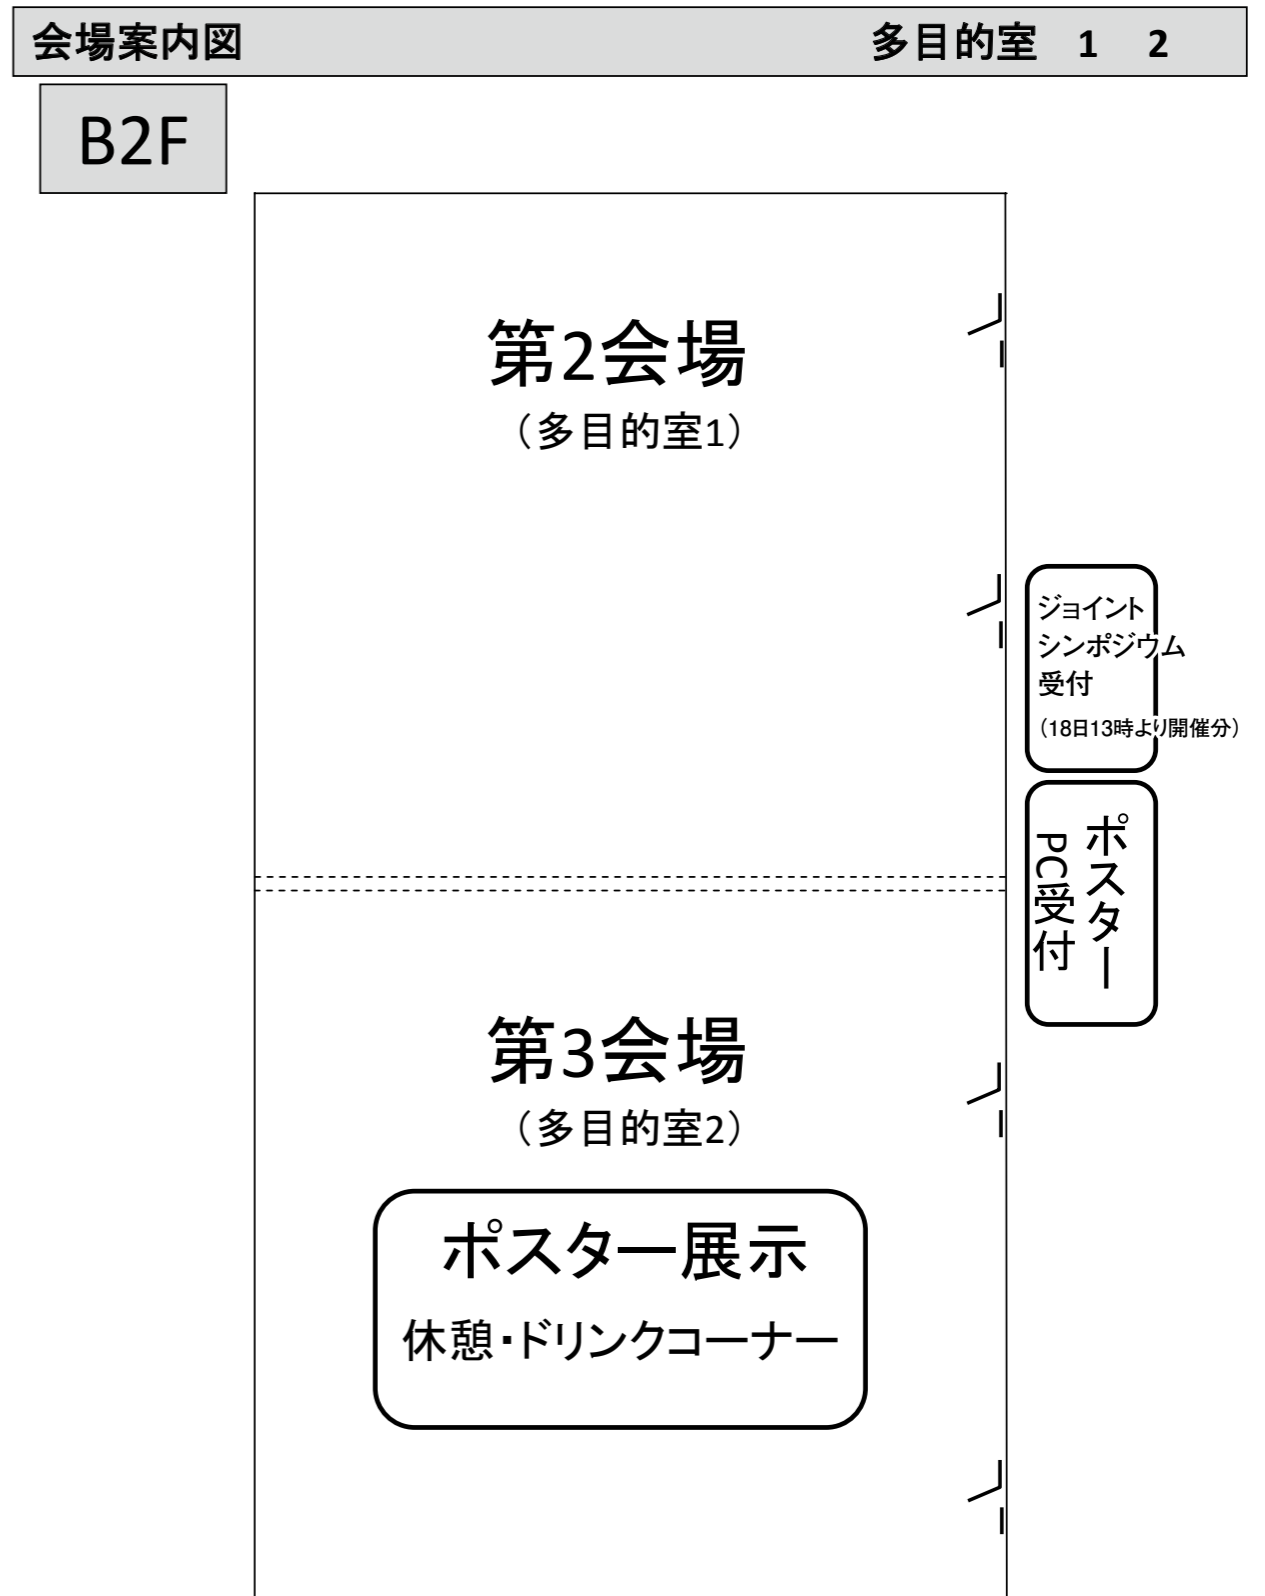 会場案内図
多目的室 1 2
B2F
第2会場
（多目的室1）
ジョイント
シンポジウム
受付
（18日13時より開催分）
ポスター
PC受付
第3会場
（多目的室2）
ポスター展示
休憩・ドリンクコーナー